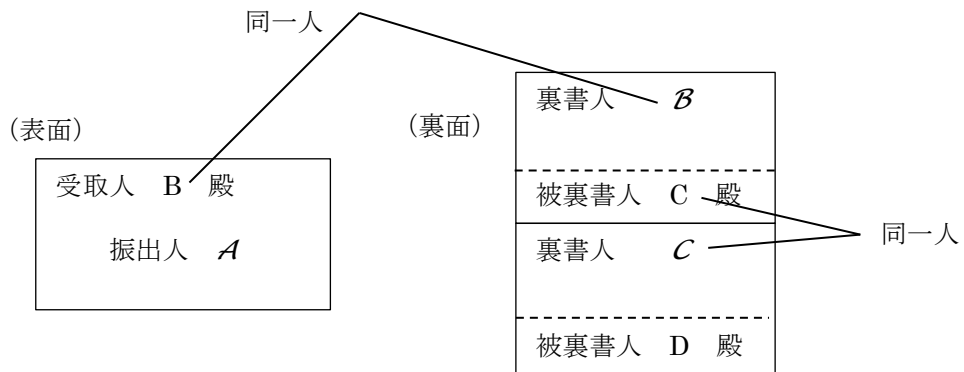 同一人
(表面)
受取人 B 殿
振出人 A
(裏面)
裏書人 B
被裏書人 C 殿
裏書人 C
被裏書人 D 殿
同一人